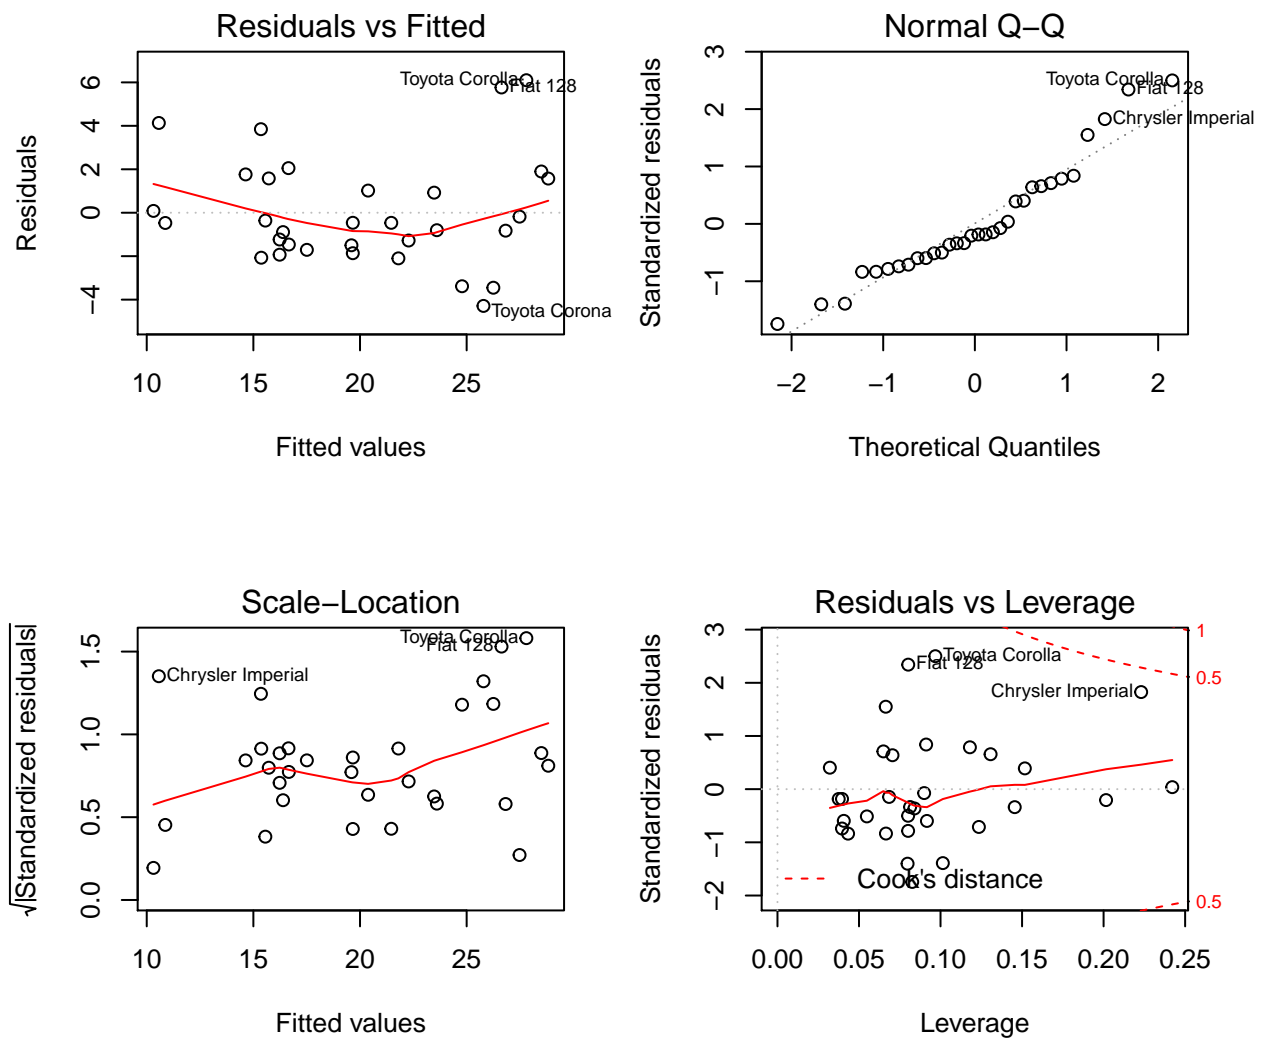 Residuals vs Fitted
Residuals
6
4
2
0
−4
Toyota Corolla
Fiat 128
Toyota Corona
10 15 20 25
Fitted values
Normal Q−Q
Standardized residuals
3
2
1
0
−1
Toyota Corolla
Fiat 128
Chrysler Imperial
−2 −1 0 1 2
Theoretical Quantiles
Scale−Location
√|Standardized residuals|
1.5
1.0
0.5
0.0
Toyota Corolla
Fiat 128
Chrysler Imperial
10 15 20 25
Fitted values
Residuals vs Leverage
Standardized residuals
3
2
1
0
−1
−2
Toyota Corolla
Fiat 128
Chrysler Imperial
Cook's distance
1
0.5
0.5
0.00 0.05 0.10 0.15 0.20 0.25
Leverage